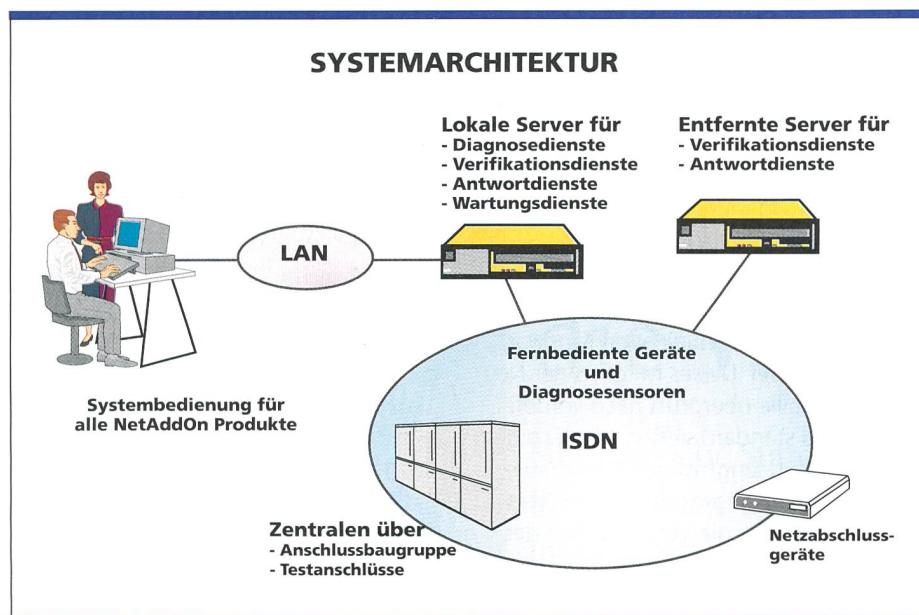 SYSTEMARCHITEKTUR
Lokale Server für
- Diagnosedienste
- Verifikationsdienste
- Antwortdienste
- Wartungsdienste
Entfernte Server für
- Verifikationsdienste
- Antwortdienste
LAN
Systembedienung für
alle NetAddOn Produkte
Fernbediente Geräte
und
Diagnosesensoren
ISDN
Zentralen über
- Anschlussbaugruppe
- Testanschlüsse
Netzabschluss-
geräte